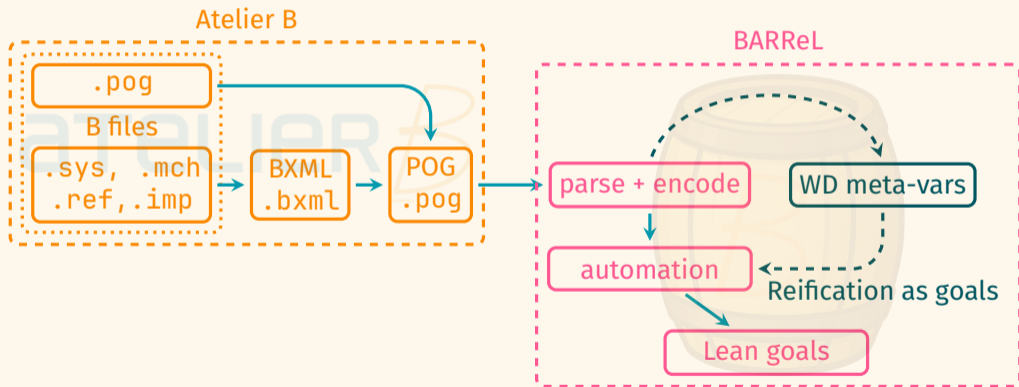 Atelier B
BARReL
.pog
B files
.sys, .mch
.ref,.imp
BXML
.bxml
POG
.pog
ATELIER B
parse + encode
WD meta-vars
automation
Reification as goals
Lean goals